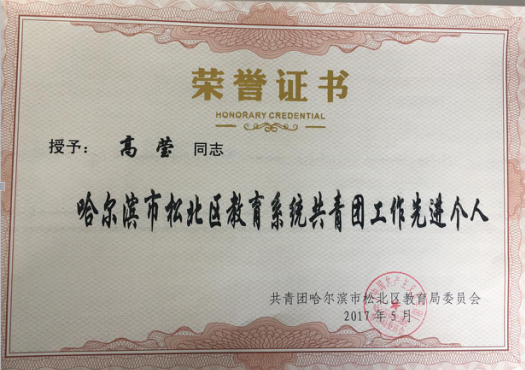 荣誉证书
HONORARY CREDENTIAL
授予： 高莹 同志
哈尔滨市松北区教育系统共青团工作先进个人
共青团哈尔滨市松北区教育局委员会
2017年5月